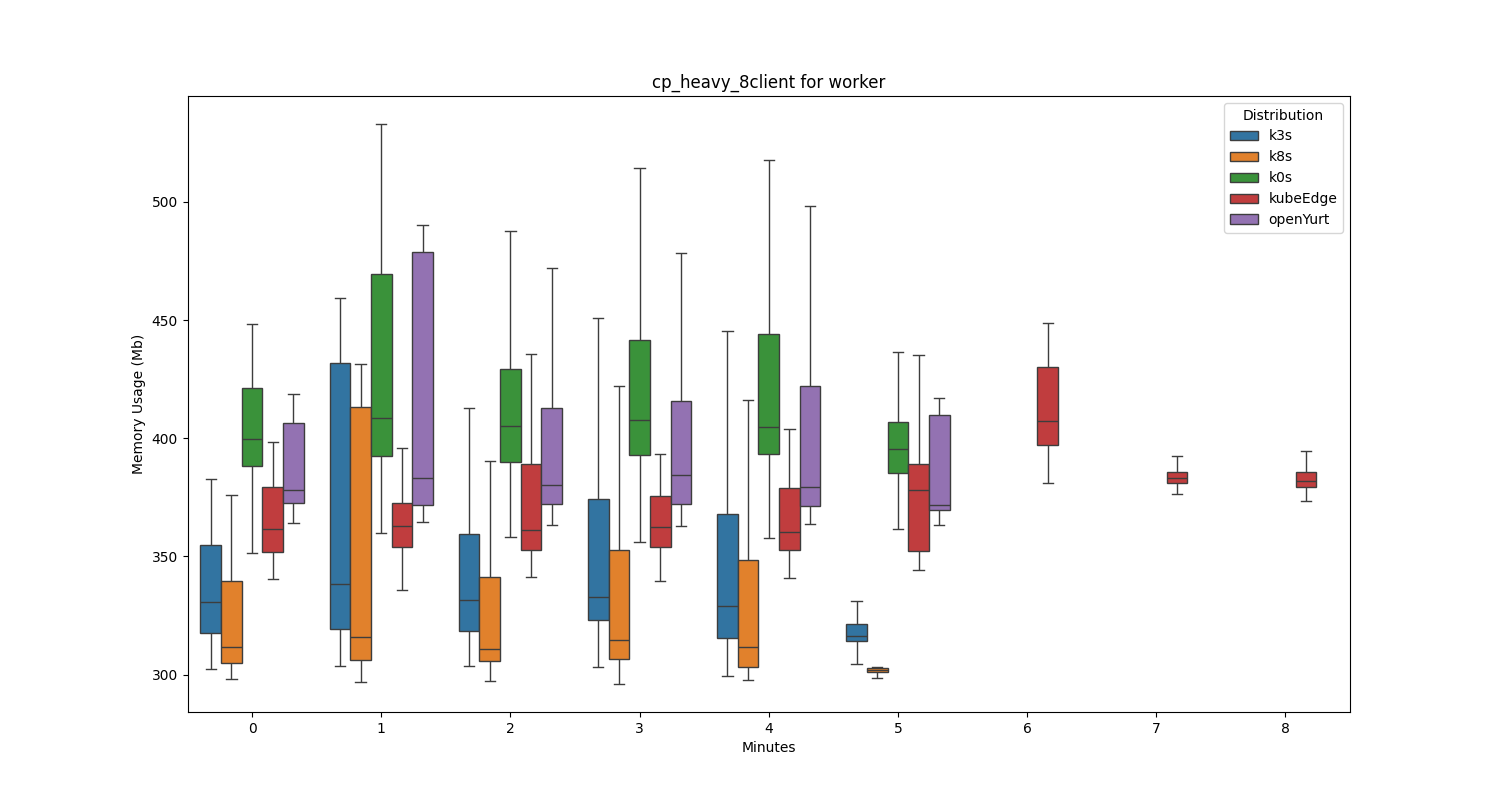 cp_heavy_8client for worker
Distribution
k3s
k8s
k0s
kubeEdge
openYurt
Memory Usage (Mb)
500
450
400
350
300
0 1 2 3 4 5 6 7 8
Minutes